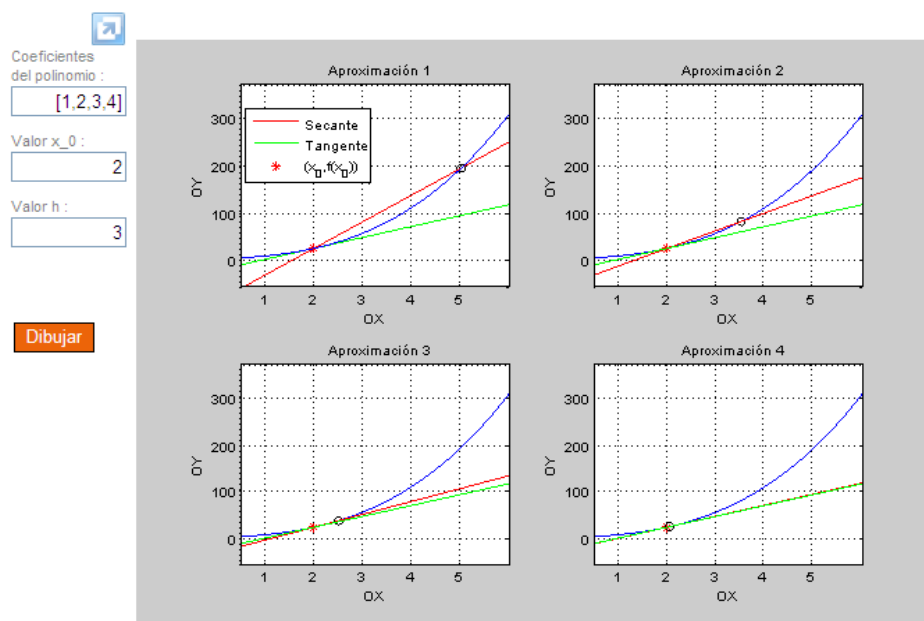 Coeficientes
del polinomio :
[1,2,3,4]
Valor x_0 :
2
Valor h :
3
Dibujar
Aproximación 1
300
200
100
0
OY
Secante
Tangente
(x₀,f(x₀))
1 2 3 4 5
OX
Aproximación 2
300
200
100
0
OY
1 2 3 4 5
OX
Aproximación 3
300
200
100
0
OY
1 2 3 4 5
OX
Aproximación 4
300
200
100
0
OY
1 2 3 4 5
OX